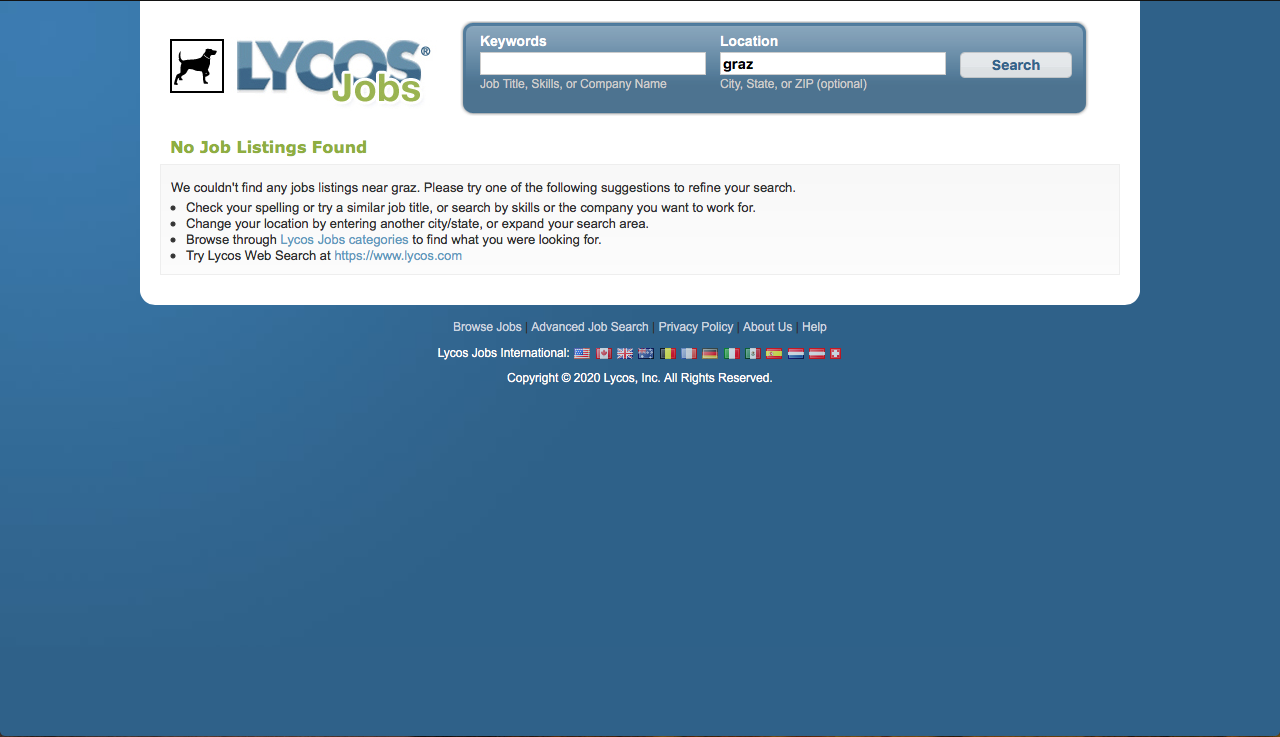 LYCOS®
Jobs
Keywords
Location
graz
Search
Job Title, Skills, or Company Name
City, State, or ZIP (optional)
No Job Listings Found
We couldn't find any jobs listings near graz. Please try one of the following suggestions to refine your search.
Check your spelling or try a similar job title, or search by skills or the company you want to work for.
Change your location by entering another city/state, or expand your search area.
Browse through Lycos Jobs categories to find what you were looking for.
Try Lycos Web Search at https://www.lycos.com
Browse Jobs | Advanced Job Search | Privacy Policy | About Us | Help
Lycos Jobs International:
Copyright © 2020 Lycos, Inc. All Rights Reserved.